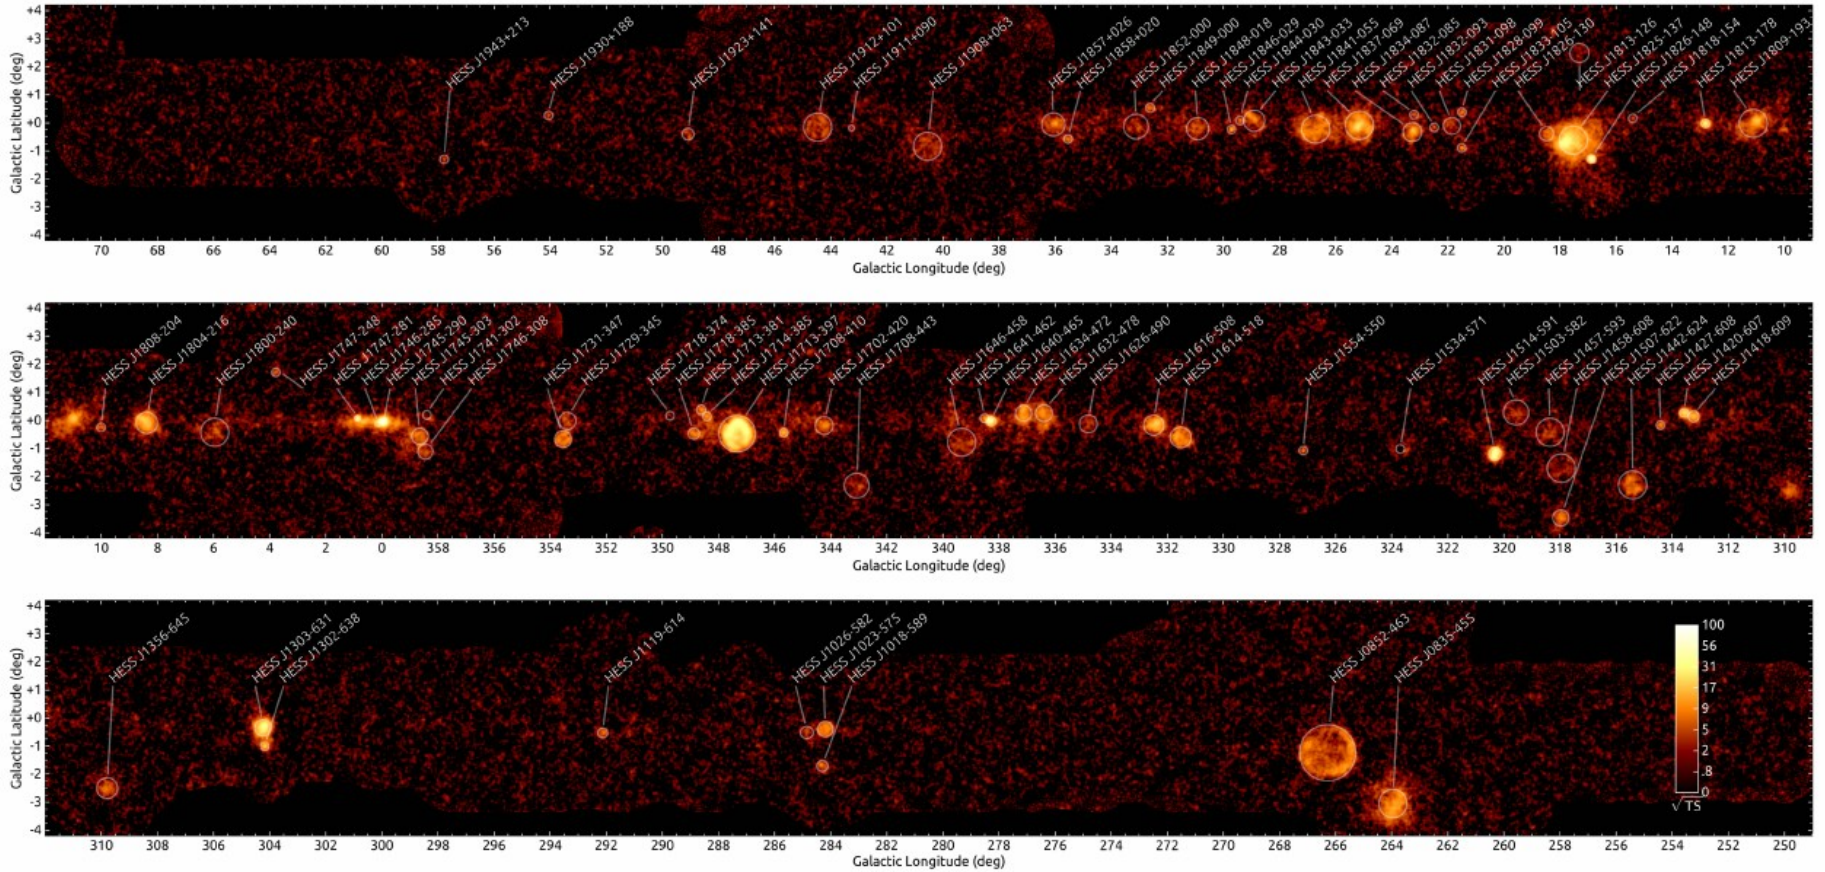 HESS J1943+213
HESS J1930+188
HESS J1923+141
HESS J1912+101
HESS J1911+090
HESS J1908+063
HESS J1857+026
HESS J1858+020
HESS J1852-000
HESS J1849-000
HESS J1848-018
HESS J1846-029
HESS J1844-030
HESS J1843-033
HESS J1841-055
HESS J1837-069
HESS J1834-087
HESS J1832-085
HESS J1832-093
HESS J1831-098
HESS J1828-099
HESS J1833-105
HESS J1826-130
HESS J1813-126
HESS J1825-137
HESS J1826-148
HESS J1818-154
HESS J1813-178
HESS J1809-193
+4
+3
+2
+1
+0
-1
-2
-3
-4
Galactic Latitude (deg)
70 68 66 64 62 60 58 56 54 52 50 48 46 44 42 40 38 36 34 32 30 28 26 24 22 20 18 16 14 12 10
Galactic Longitude (deg)
HESS J1808-204
HESS J1804-216
HESS J1800-240
HESS J1747-248
HESS J1747-281
HESS J1746-285
HESS J1745-290
HESS J1745-303
HESS J1741-302
HESS J1746-308
HESS J1731-347
HESS J1729-345
HESS J1718-374
HESS J1718-385
HESS J1713-381
HESS J1714-385
HESS J1713-397
HESS J1708-410
HESS J1702-420
HESS J1708-443
HESS J1646-458
HESS J1641-462
HESS J1640-465
HESS J1634-472
HESS J1632-478
HESS J1626-490
HESS J1616-508
HESS J1614-518
HESS J1554-550
HESS J1534-571
HESS J1514-591
HESS J1503-582
HESS J1457-593
HESS J1458-608
HESS J1507-622
HESS J1442-624
HESS J1427-608
HESS J1420-607
HESS J1418-609
+4
+3
+2
+1
+0
-1
-2
-3
-4
Galactic Latitude (deg)
10 8 6 4 2 0 358 356 354 352 350 348 346 344 342 340 338 336 334 332 330 328 326 324 322 320 318 316 314 312 310
Galactic Longitude (deg)
HESS J1356-645
HESS J1303-631
HESS J1302-638
HESS J1119-614
HESS J1026-582
HESS J1023-575
HESS J1018-589
HESS J0852-463
HESS J0835-455
+4
+3
+2
+1
+0
-1
-2
-3
-4
Galactic Latitude (deg)
100
56
31
17
9
5
2
.8
0
√TS
310 308 306 304 302 300 298 296 294 292 290 288 286 284 282 280 278 276 274 272 270 268 266 264 262 260 258 256 254 252 250
Galactic Longitude (deg)